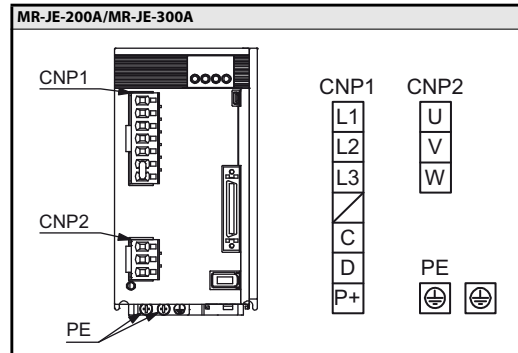 MR-JE-200A/MR-JE-300A
CNP1
CNP2
PE
CNP1
L1
L2
L3
C
D
P+
CNP2
U
V
W
PE